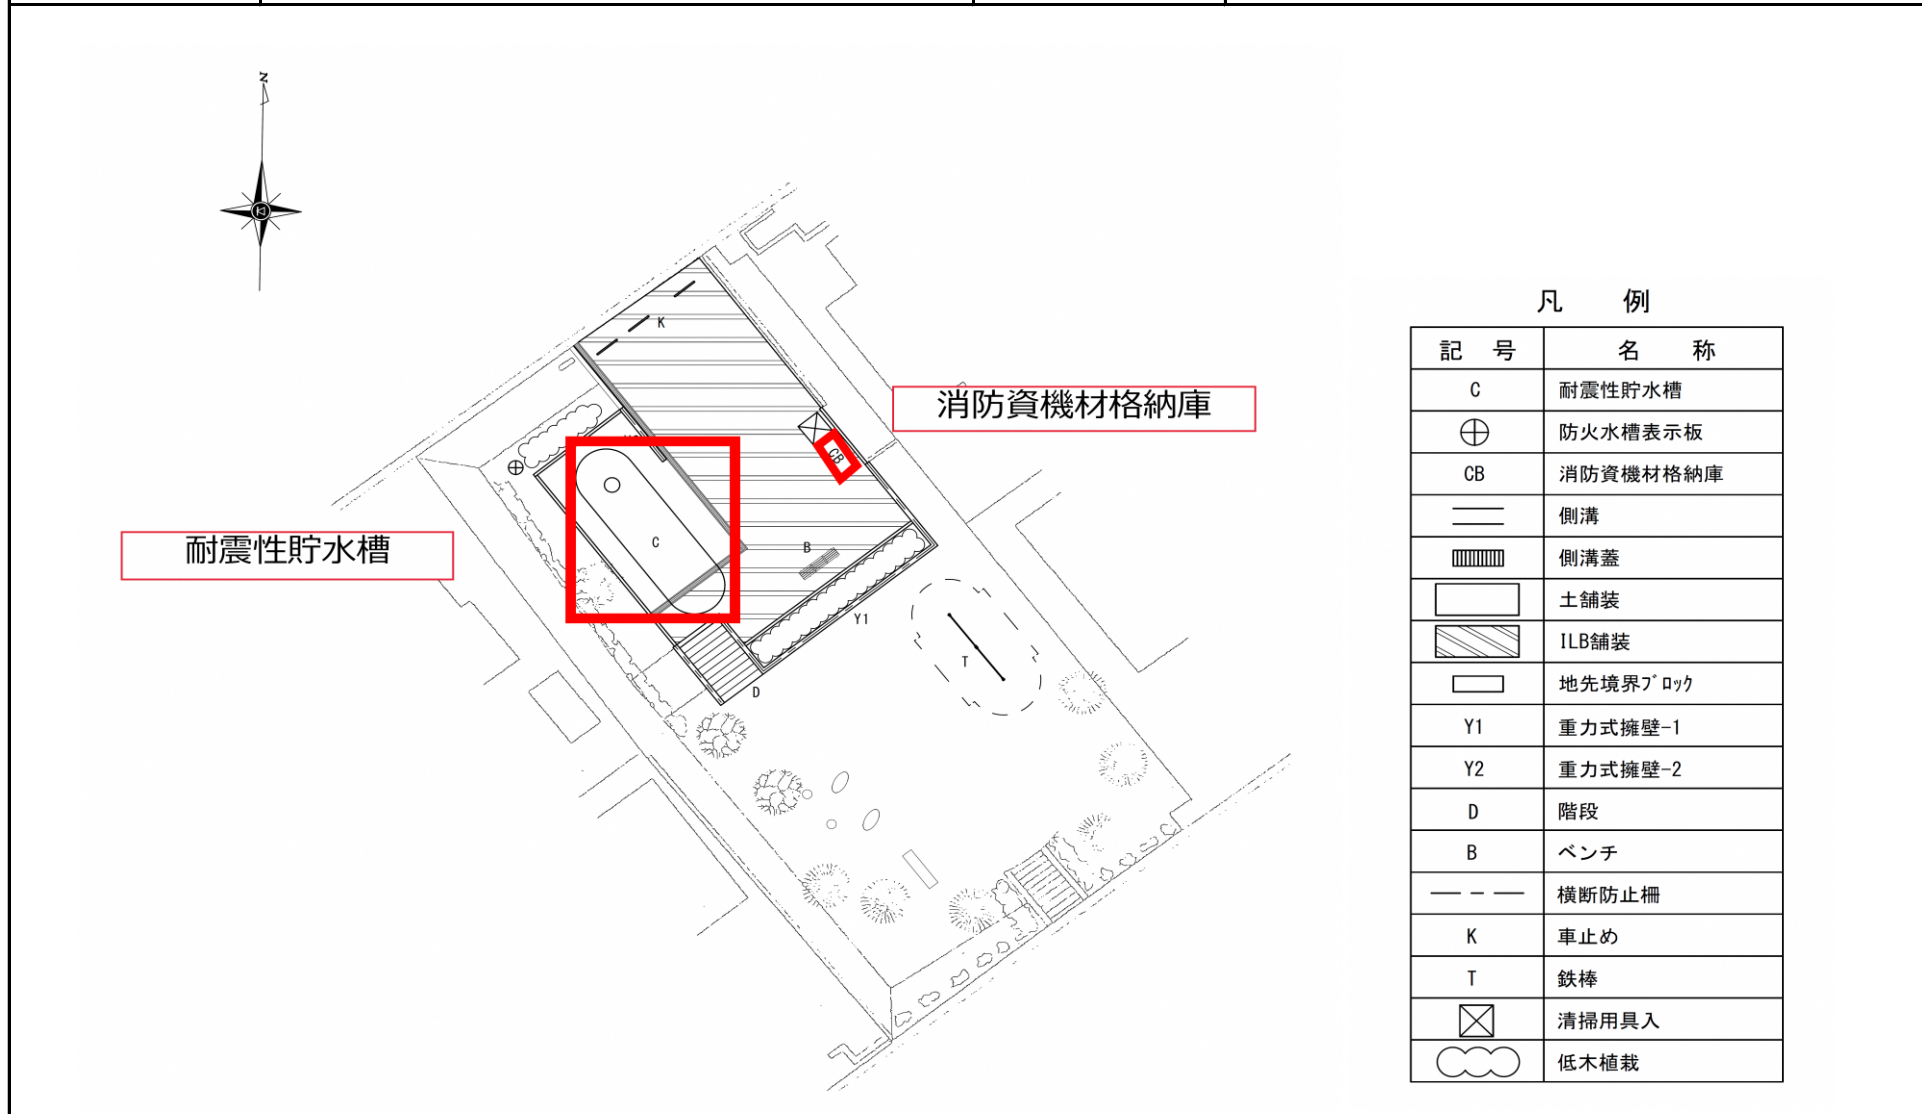 N
K
消防資機材格納庫
CB
耐震性貯水槽
C
B
Y1
T
D
凡 例
記 号 名 称
C 耐震性貯水槽
防火水槽表示板
CB 消防資機材格納庫
側溝
側溝蓋
土舗装
ILB舗装
地先境界ﾌﾞﾛｯｸ
Y1 重力式擁壁-1
Y2 重力式擁壁-2
D 階段
B ベンチ
横断防止柵
K 車止め
T 鉄棒
清掃用具入
低木植栽